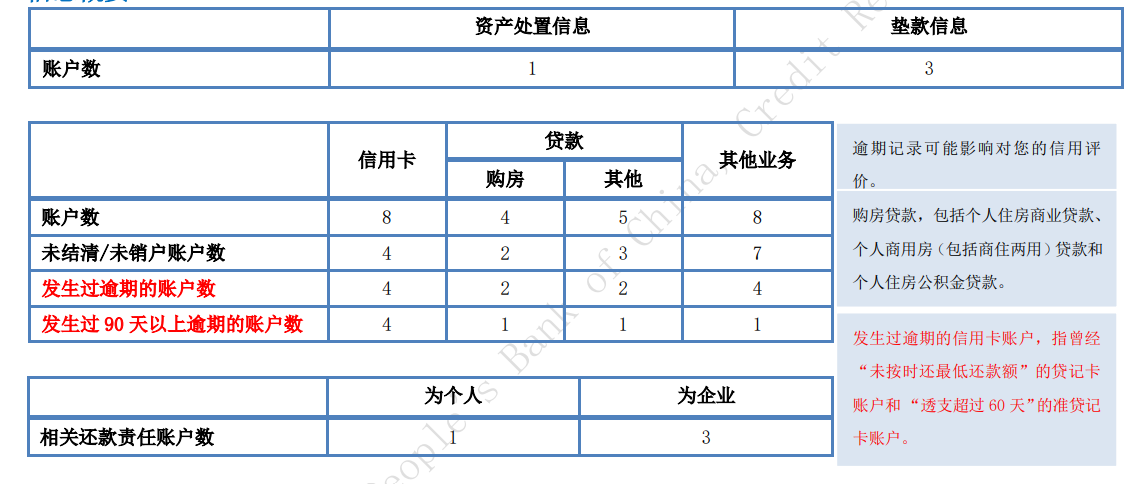 资产处置信息 垫款信息
账户数 1 3
信用卡 贷款 其他业务
购房 其他
账户数 8 4 5 8
未结清/未销户账户数 4 2 3 7
发生过逾期的账户数 4 2 2 4
发生过 90 天以上逾期的账户数 4 1 1 1
逾期记录可能影响对您的信用评
价。
购房贷款，包括个人住房商业贷款、
个人商用房（包括商住两用）贷款和
个人住房公积金贷款。
发生过逾期的信用卡账户，指曾经
“未按时还最低还款额”的贷记卡
账户和 “透支超过 60 天”的准贷记
卡账户。
为个人 为企业
相关还款责任账户数 1 3
People's Bank of China, Credit Re